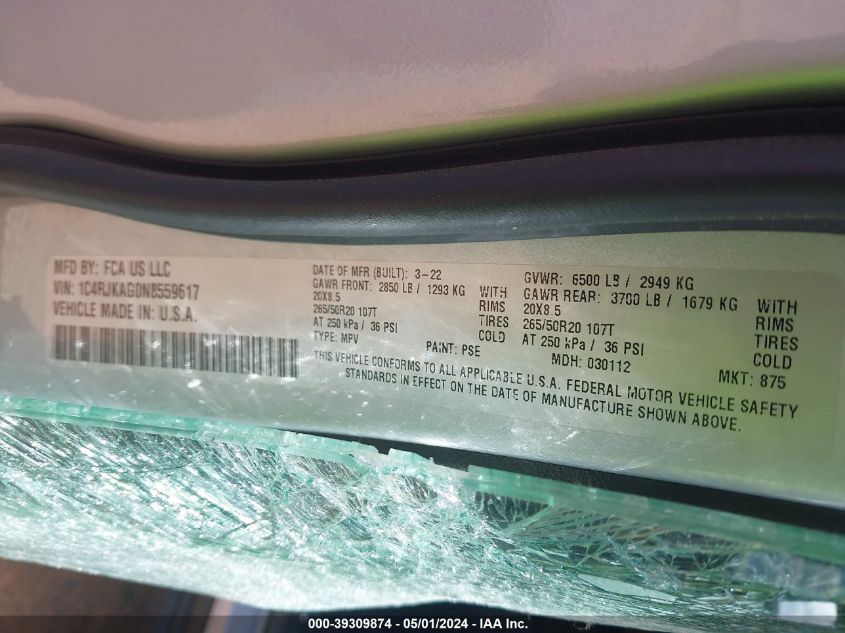 MFD BY: FCA US LLC
VIN: 1C4RJKAG0N8559617
VEHICLE MADE IN: U.S.A.
DATE OF MFR (BUILT): 3-22
GAWR FRONT: 2850 LB / 1293 KG WITH
20X8.5 RIMS
265/50R20 107T TIRES
AT 250 kPa / 36 PSI COLD
TYPE: MPV PAINT: PSE
GVWR: 6500 LB / 2949 KG
GAWR REAR: 3700 LB / 1679 KG WITH
20X8.5 RIMS
265/50R20 107T TIRES
AT 250 kPa / 36 PSI COLD
MDH: 030112 MKT: 875
THIS VEHICLE CONFORMS TO ALL APPLICABLE U.S.A. FEDERAL MOTOR VEHICLE SAFETY
STANDARDS IN EFFECT ON THE DATE OF MANUFACTURE SHOWN ABOVE.
000-39309874 - 05/01/2024 - IAA Inc.